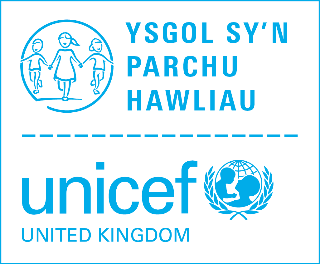 YSGOL SY'N
PARCHU
HAWLIAU
unicef
UNITED KINGDOM